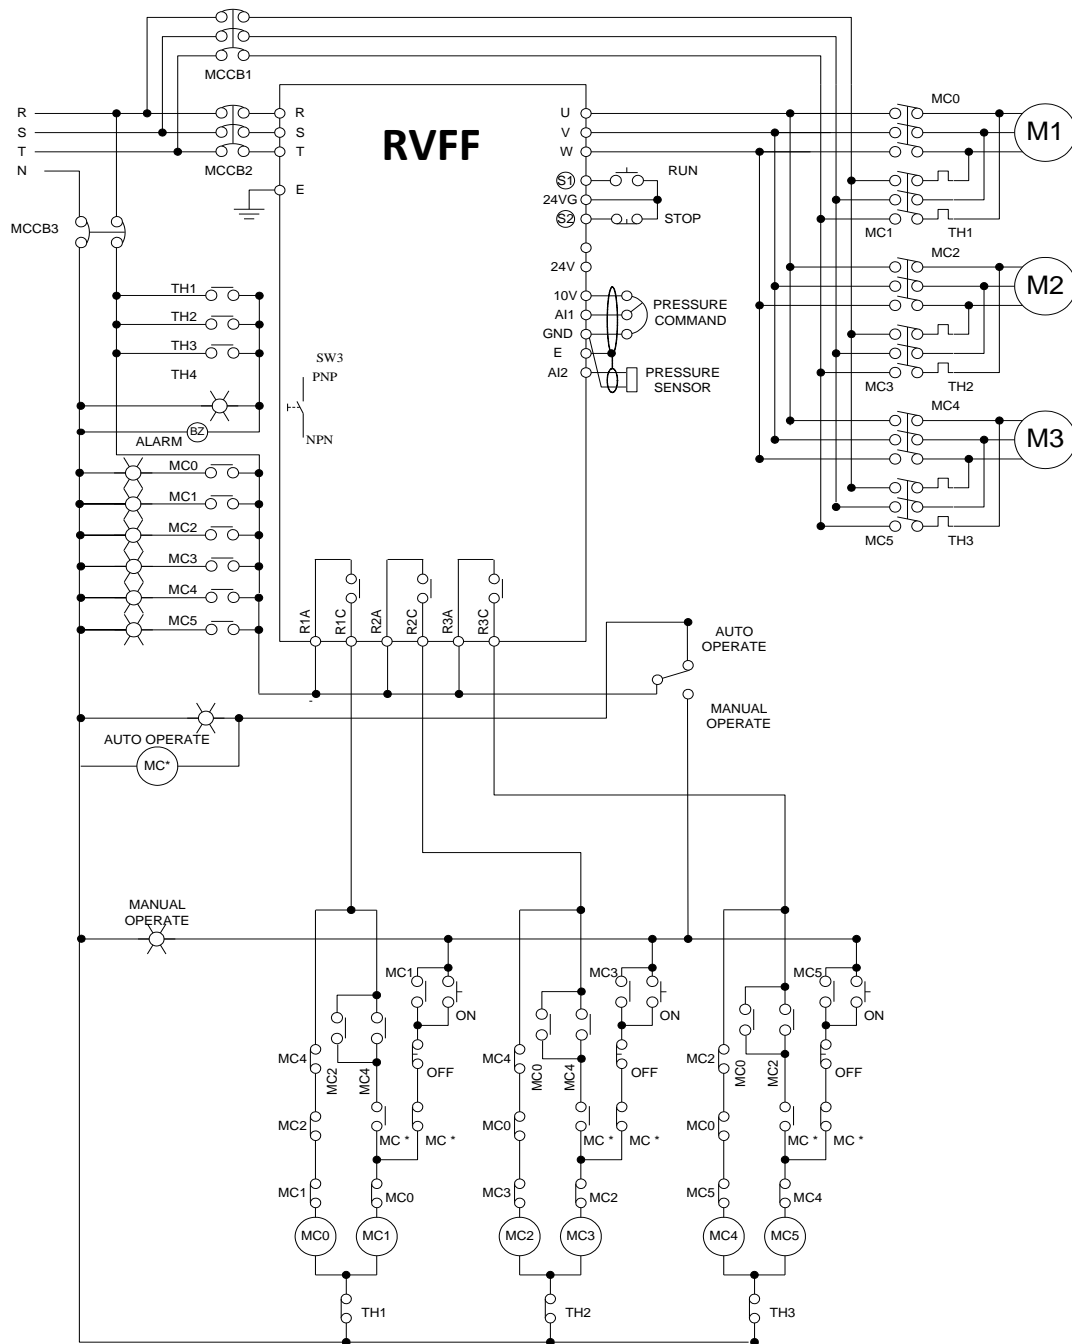 MCCB1
R
S
T
N
MCCB2
MCCB3
R
S
T
E
RVFF
U
V
W
S1
24VG
S2
24V
10V
AI1
GND
E
AI2
RUN
STOP
PRESSURE
COMMAND
PRESSURE
SENSOR
MC0
M1
MC1
TH1
MC2
M2
MC3
TH2
MC4
M3
MC5
TH3
TH1
TH2
TH3
TH4
SW3
PNP
NPN
ALARM
BZ
MC0
MC1
MC2
MC3
MC4
MC5
R1A
R1C
R2A
R2C
R3A
R3C
AUTO
OPERATE
MANUAL
OPERATE
AUTO OPERATE
MC*
MANUAL
OPERATE
MC1
ON
MC4
MC2
MC4
OFF
MC2
MC *
MC *
MC1
MC0
MC0
MC1
TH1
MC3
ON
MC4
MC0
MC4
OFF
MC0
MC *
MC *
MC3
MC2
MC2
MC3
TH2
MC5
ON
MC2
MC0
MC2
OFF
MC0
MC *
MC *
MC5
MC4
MC4
MC5
TH3